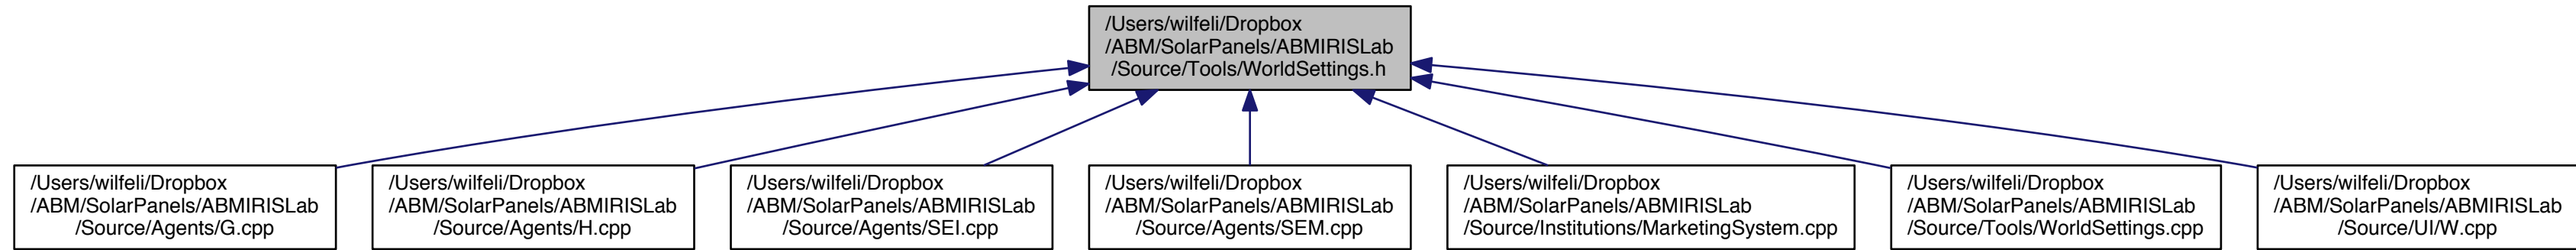 /Users/wilfeli/Dropbox
/ABM/SolarPanels/ABMIRISLab
/Source/Tools/WorldSettings.h
/Users/wilfeli/Dropbox
/ABM/SolarPanels/ABMIRISLab
/Source/Agents/G.cpp
/Users/wilfeli/Dropbox
/ABM/SolarPanels/ABMIRISLab
/Source/Agents/H.cpp
/Users/wilfeli/Dropbox
/ABM/SolarPanels/ABMIRISLab
/Source/Agents/SEI.cpp
/Users/wilfeli/Dropbox
/ABM/SolarPanels/ABMIRISLab
/Source/Agents/SEM.cpp
/Users/wilfeli/Dropbox
/ABM/SolarPanels/ABMIRISLab
/Source/Institutions/MarketingSystem.cpp
/Users/wilfeli/Dropbox
/ABM/SolarPanels/ABMIRISLab
/Source/Tools/WorldSettings.cpp
/Users/wilfeli/Dropbox
/ABM/SolarPanels/ABMIRISLab
/Source/UI/W.cpp